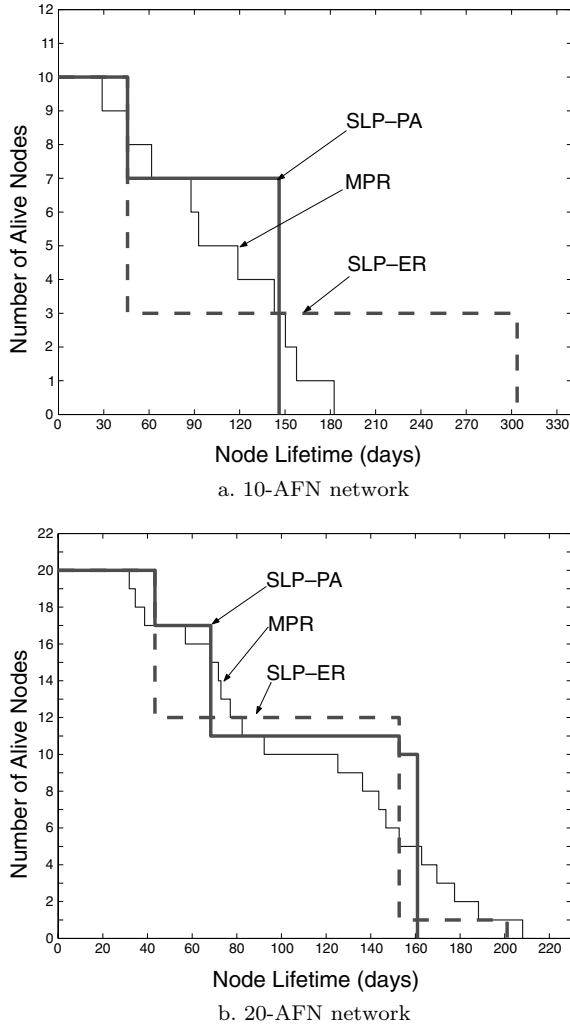 12
11
10
9
8
7
6
5
4
3
2
1
0
Number of Alive Nodes
SLP–PA
MPR
SLP–ER
0 30 60 90 120 150 180 210 240 270 300 330
Node Lifetime (days)
a. 10-AFN network
22
20
18
16
14
12
10
8
6
4
2
0
Number of Alive Nodes
SLP–PA
MPR
SLP–ER
0 20 40 60 80 100 120 140 160 180 200 220
Node Lifetime (days)
b. 20-AFN network